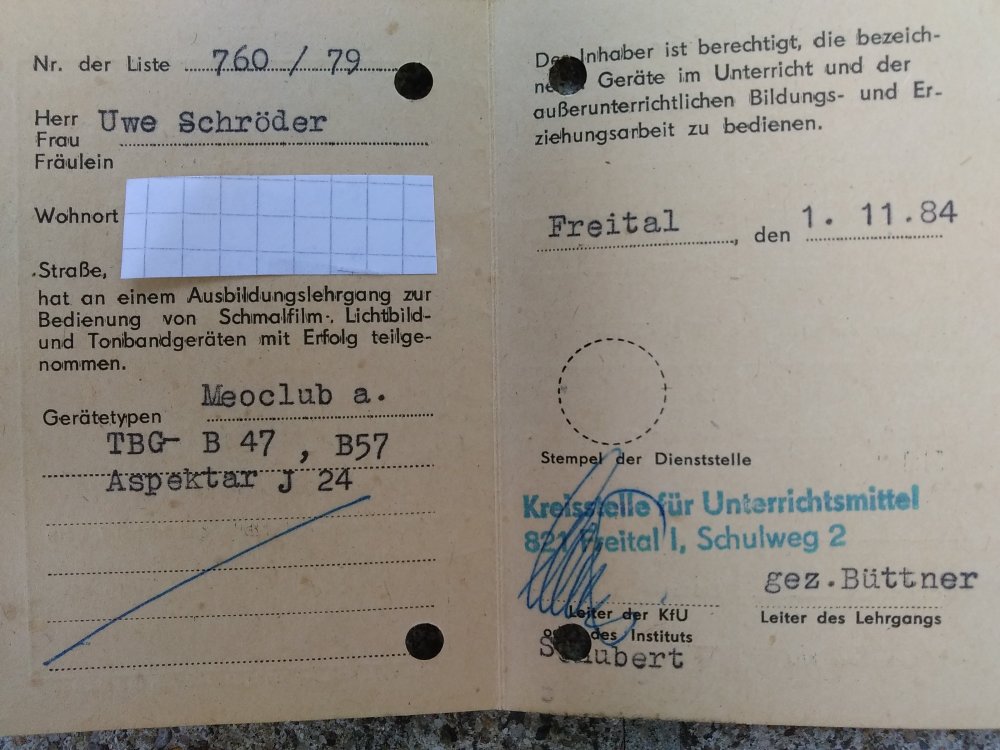 Nr. der Liste 760 / 79
Herr Uwe Schröder
Frau
Fräulein
Wohnort
Straße,
hat an einem Ausbildungslehrgang zur
Bedienung von Schmalfilm-, Lichtbild-
und Tonbandgeräten mit Erfolg teilge-
nommen.
Gerätetypen Meoclub a.
TBG- B 47 , B57
Aspektar J 24
Der Inhaber ist berechtigt, die bezeich-
Geräte im Unterricht und der
außerunterrichtlichen Bildungs- und Er-
ziehungsarbeit zu bedienen.
Freital, den 1. 11.84
Stempel der Dienststelle
Kreisstelle für Unterrichtsmittel
821 Freital I, Schulweg 2
gez.Büttner
Leiter der KfU
Leiter des Lehrgangs
des Instituts
Schubert